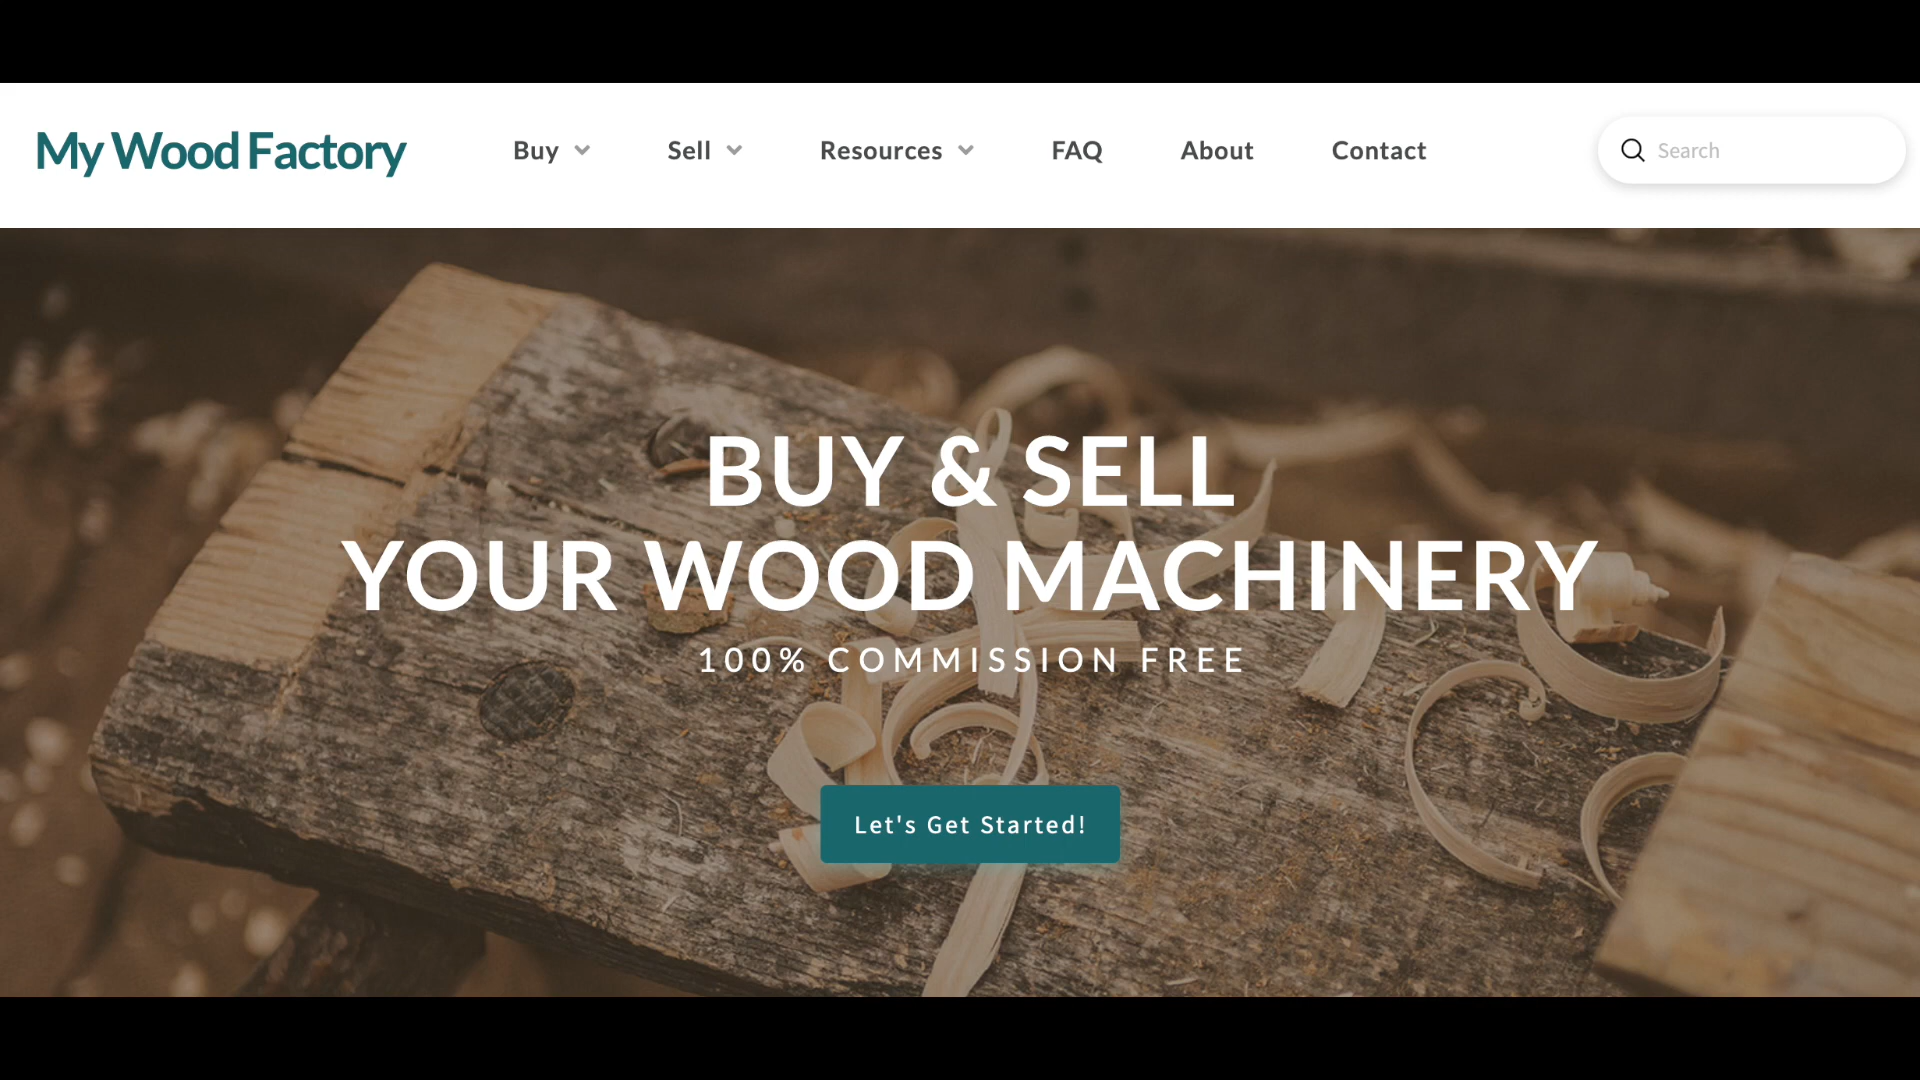 My Wood Factory
Buy
Sell
Resources
FAQ
About
Contact
Search
BUY & SELL
YOUR WOOD MACHINERY
100% COMMISSION FREE
Let's Get Started!